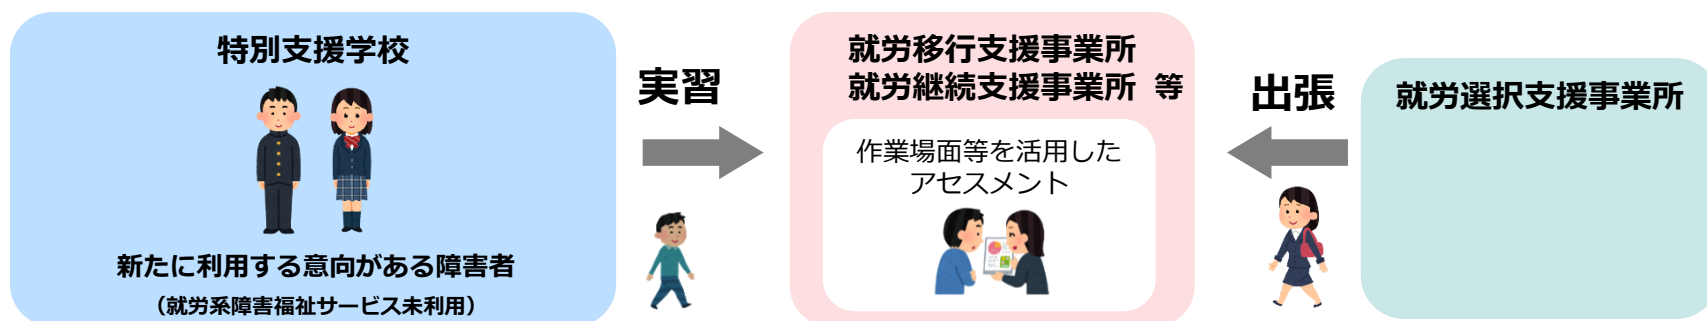 特別支援学校
新たに利用する意向がある障害者
（就労系障害福祉サービス未利用）
実習
就労移行支援事業所
就労継続支援事業所 等
作業場面等を活用した
アセスメント
出張
就労選択支援事業所